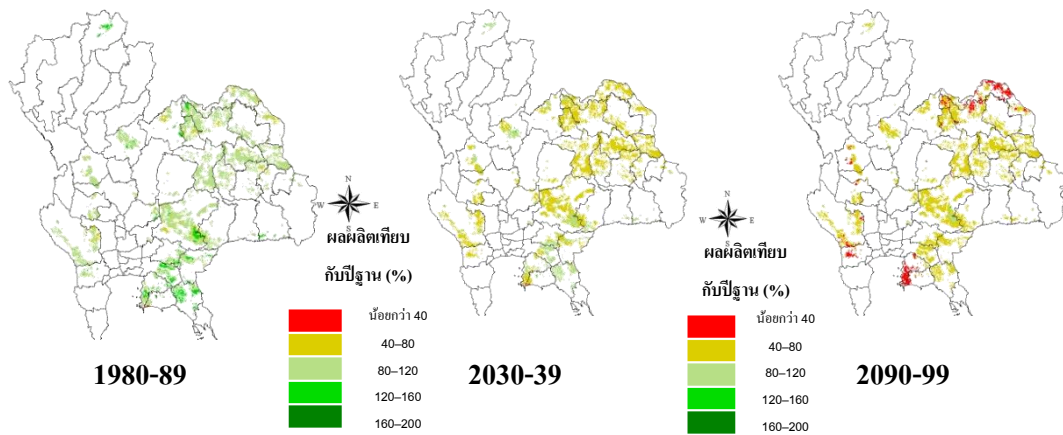 N
W E
S
ผลผลิตเทียบ
กับปีฐาน (%)
น้อยกว่า 40
40–80
80–120
120–160
160–200
1980-89
2030-39
N
W E
S
ผลผลิตเทียบ
กับปีฐาน (%)
น้อยกว่า 40
40–80
80–120
120–160
160–200
2090-99